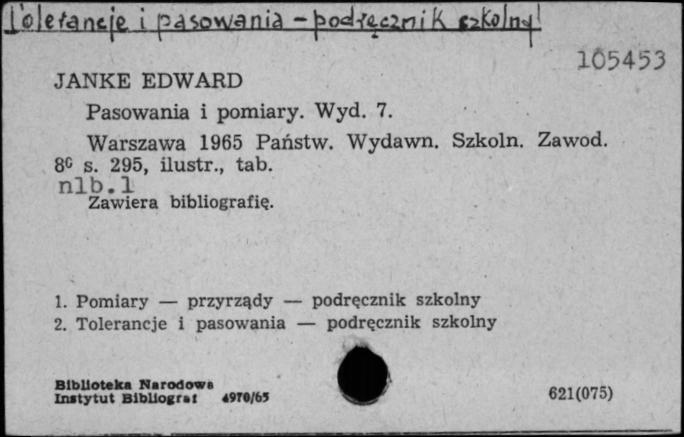 Tolerancje i pasowania - podręcznik szkolny
105453
JANKE EDWARD
Pasowania i pomiary. Wyd. 7.
Warszawa 1965 Państw. Wydawn. Szkoln. Zawod.
8° s. 295, ilustr., tab.
nlb.1
Zawiera bibliografię.
1. Pomiary — przyrządy — podręcznik szkolny
2. Tolerancje i pasowania — podręcznik szkolny
Biblioteka Narodowa
Instytut Bibliograf 4970/65
621(075)